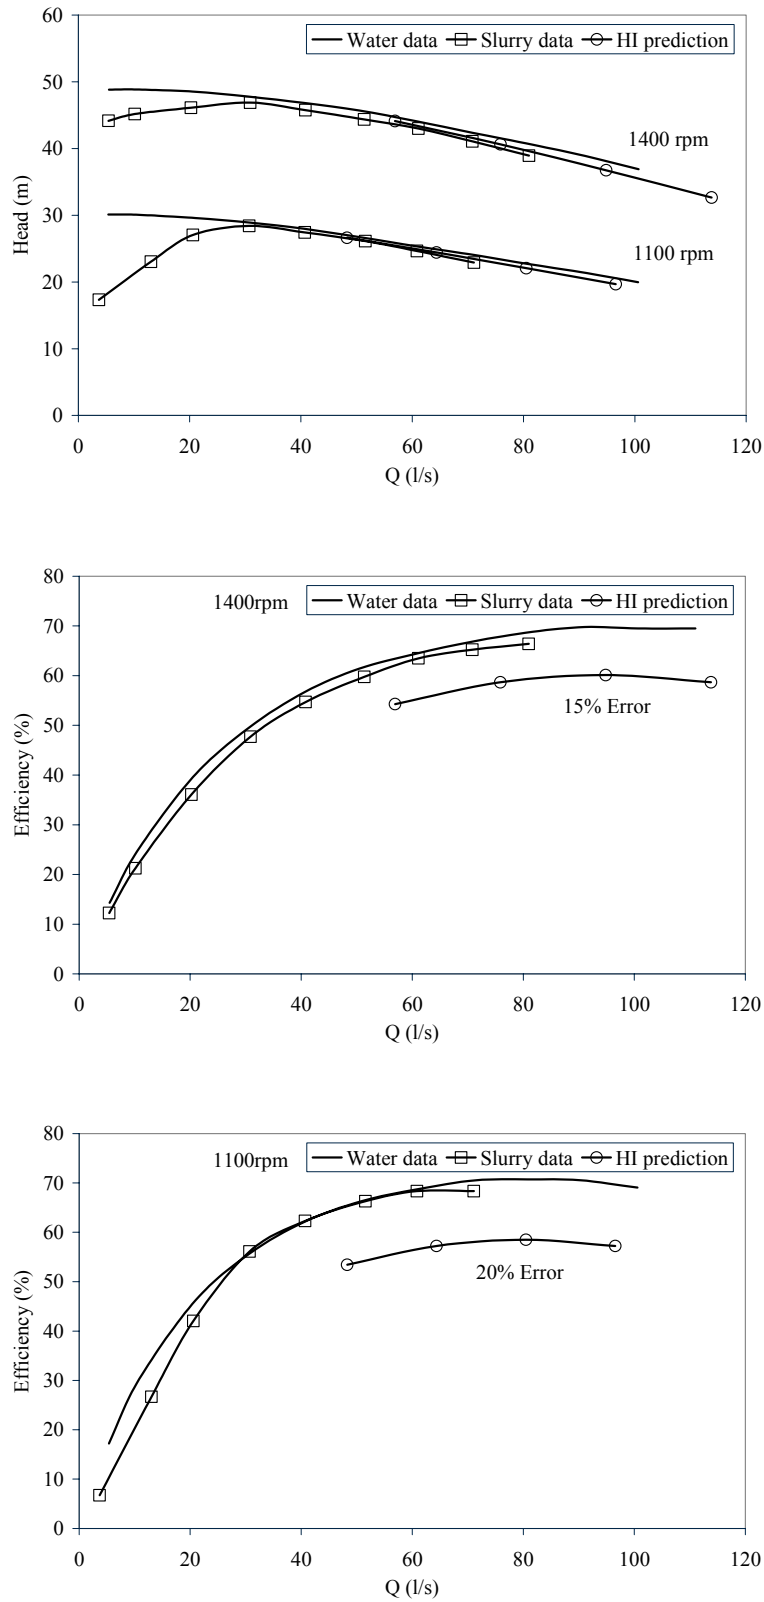 60
Water data Slurry data HI prediction
50
1400 rpm
40
Head (m)
30
1100 rpm
20
10
0
0 20 40 60 80 100 120
Q (l/s)
80
1400rpm Water data Slurry data HI prediction
70
60
15% Error
50
Efficiency (%)
40
30
20
10
0
0 20 40 60 80 100 120
Q (l/s)
80
1100rpm Water data Slurry data HI prediction
70
60
20% Error
50
Efficiency (%)
40
30
20
10
0
0 20 40 60 80 100 120
Q (l/s)